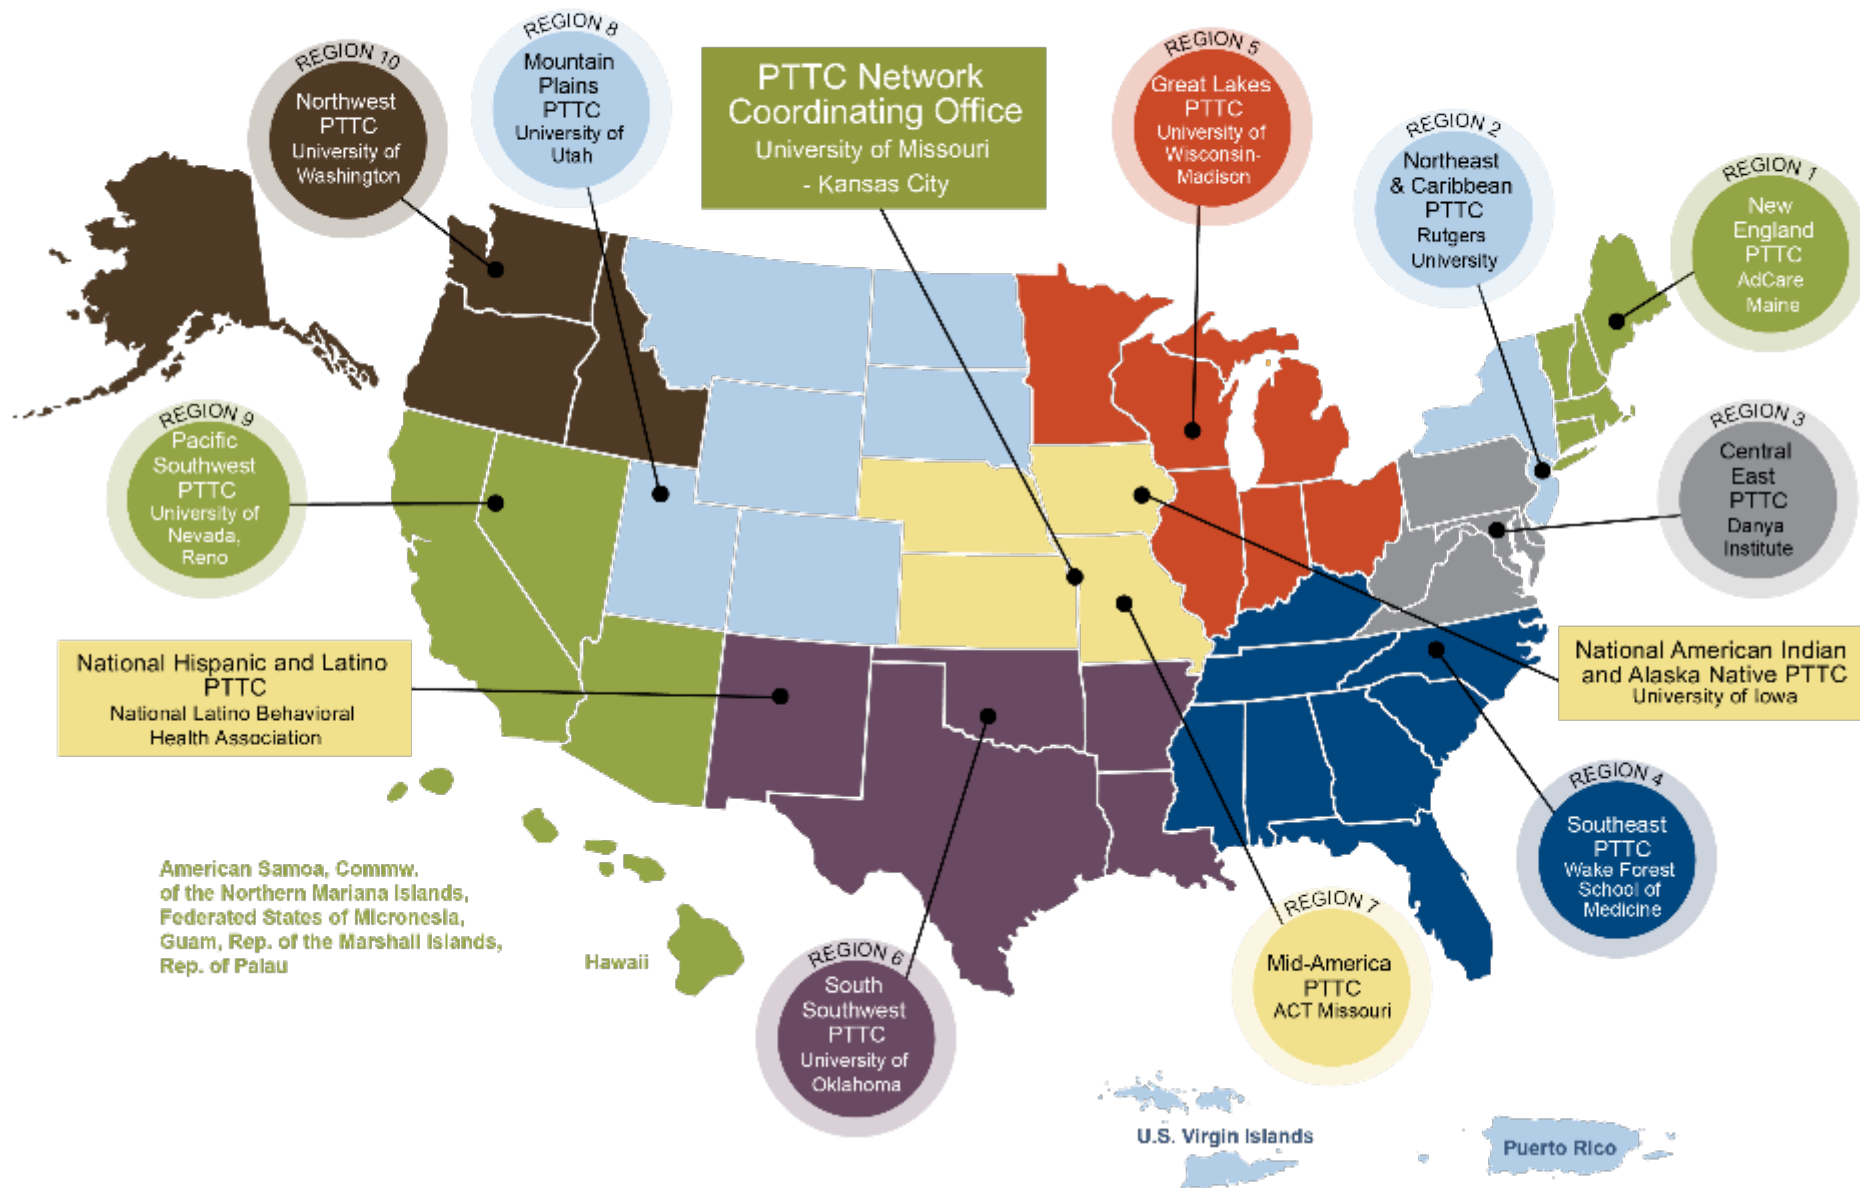 REGION 10
Northwest
PTTC
University of
Washington
REGION 8
Mountain
Plains
PTTC
University of
Utah
PTTC Network
Coordinating Office
University of Missouri
- Kansas City
REGION 5
Great Lakes
PTTC
University of
Wisconsin-
Madison
REGION 2
Northeast
& Caribbean
PTTC
Rutgers
University
REGION 1
New
England
PTTC
AdCare
Maine
REGION 9
Pacific
Southwest
PTTC
University of
Nevada,
Reno
REGION 3
Central
East
PTTC
Danya
Institute
National Hispanic and Latino
PTTC
National Latino Behavioral
Health Association
National American Indian
and Alaska Native PTTC
University of Iowa
REGION 4
Southeast
PTTC
Wake Forest
School of
Medicine
American Samoa, Commw.
of the Northern Mariana Islands,
Federated States of Micronesia,
Guam, Rep. of the Marshall Islands,
Rep. of Palau
Hawaii
REGION 6
South
Southwest
PTTC
University of
Oklahoma
REGION 7
Mid-America
PTTC
ACT Missouri
U.S. Virgin Islands
Puerto Rico